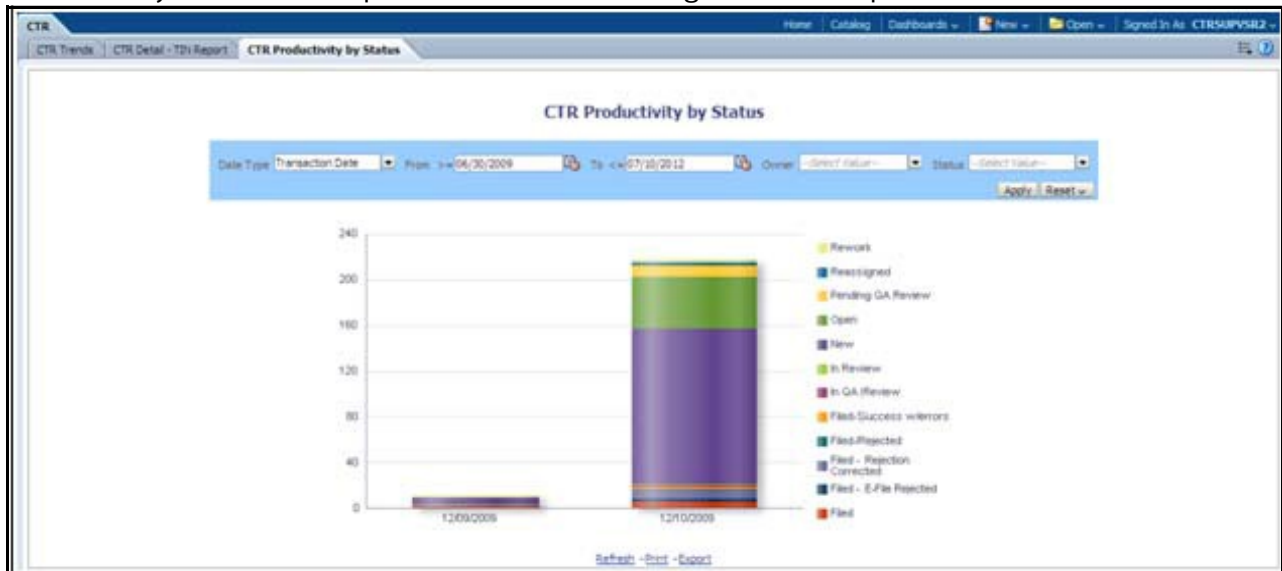 CTR Home Catalog Dashboards New Open Signed In As CTRSUPVSR2
CTR Trends CTR Detail - TIN Report CTR Productivity by Status
CTR Productivity by Status
Date Type Transaction Date From >= 06/30/2009 To <= 07/10/2012 Owner --Select Value-- Status --Select Value--
Apply Reset
240
200
160
120
80
40
0
12/09/2009 12/10/2009
Rework
Reassigned
Pending QA Review
Open
New
In Review
In QA Review
Filed-Success w/errors
Filed-Rejected
Filed - Rejection
Corrected
Filed - E-File Rejected
Filed
Refresh - Print - Export